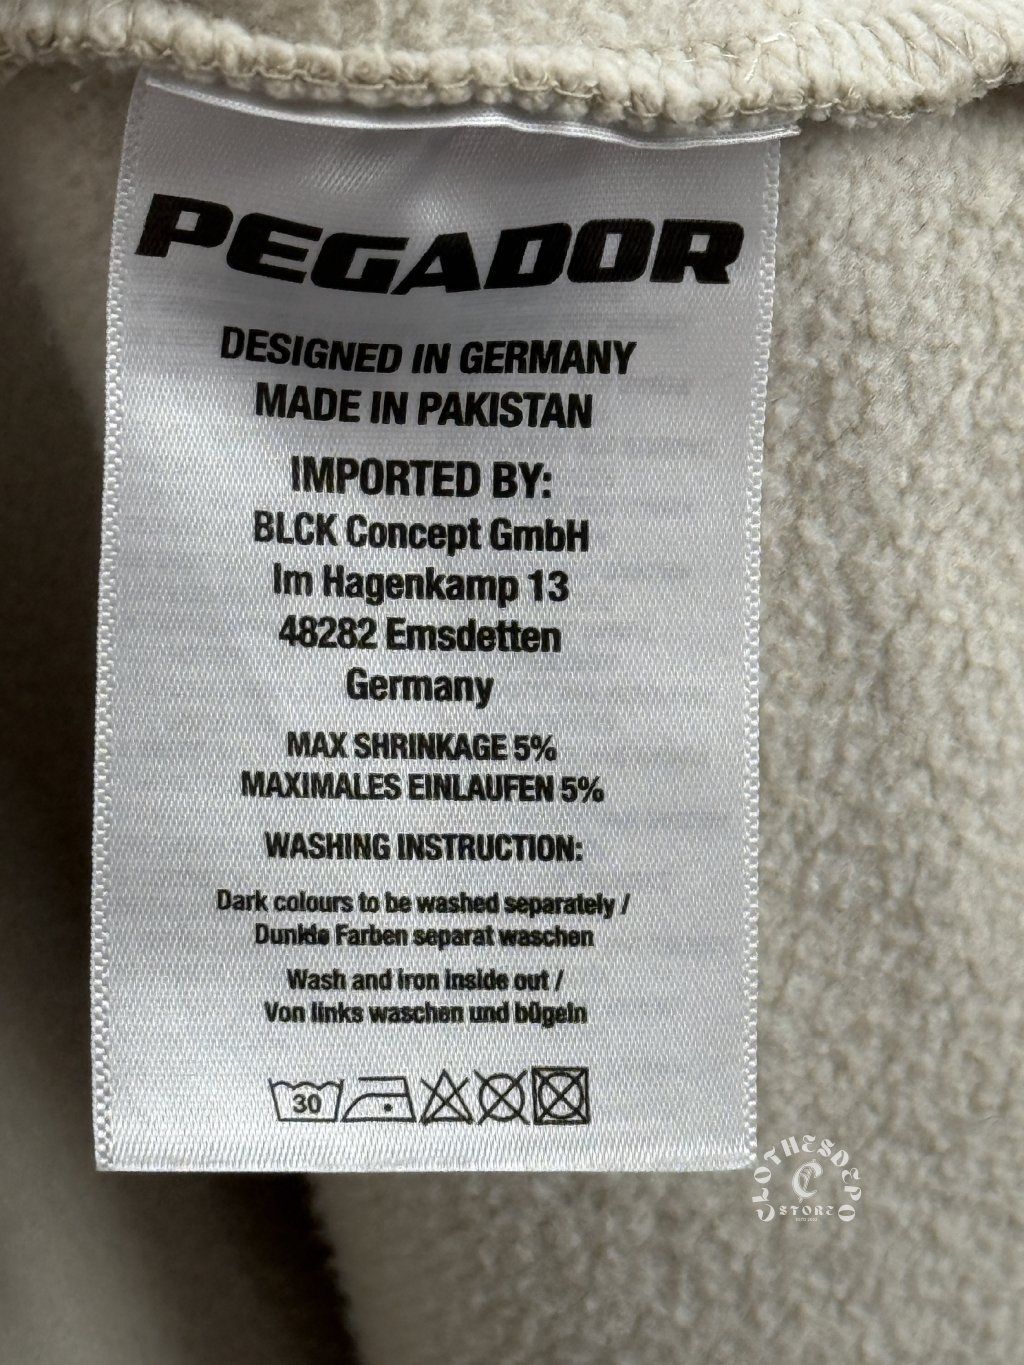 PEGADOR
DESIGNED IN GERMANY
MADE IN PAKISTAN
IMPORTED BY:
BLCK Concept GmbH
Im Hagenkamp 13
48282 Emsdetten
Germany
MAX SHRINKAGE 5%
MAXIMALES EINLAUFEN 5%
WASHING INSTRUCTION:
Dark colours to be washed separately /
Dunkle Farben separat waschen
Wash and iron inside out /
Von links waschen und bügeln
30
CLOTHESDEPO
STORE